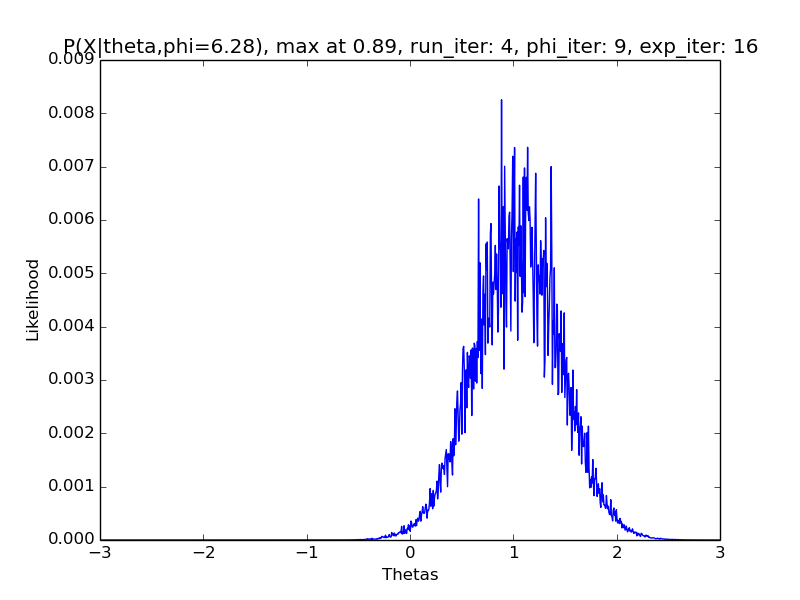 P(X|theta,phi=6.28), max at 0.89, run_iter: 4, phi_iter: 9, exp_iter: 16
0.009
0.008
0.007
0.006
0.005
0.004
0.003
0.002
0.001
0.000
Likelihood
−3 −2 −1 0 1 2 3
Thetas